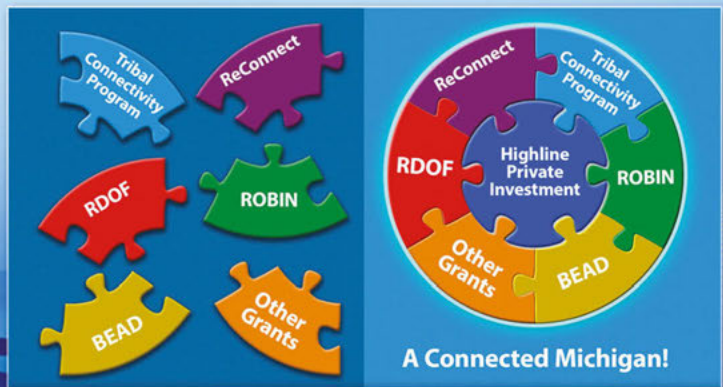 Tribal
Connectivity
Program
ReConnect
RDOF
ROBIN
BEAD
Other
Grants
ReConnect
Tribal
Connectivity
Program
RDOF
Highline
Private
Investment
ROBIN
Other
Grants
BEAD
A Connected Michigan!